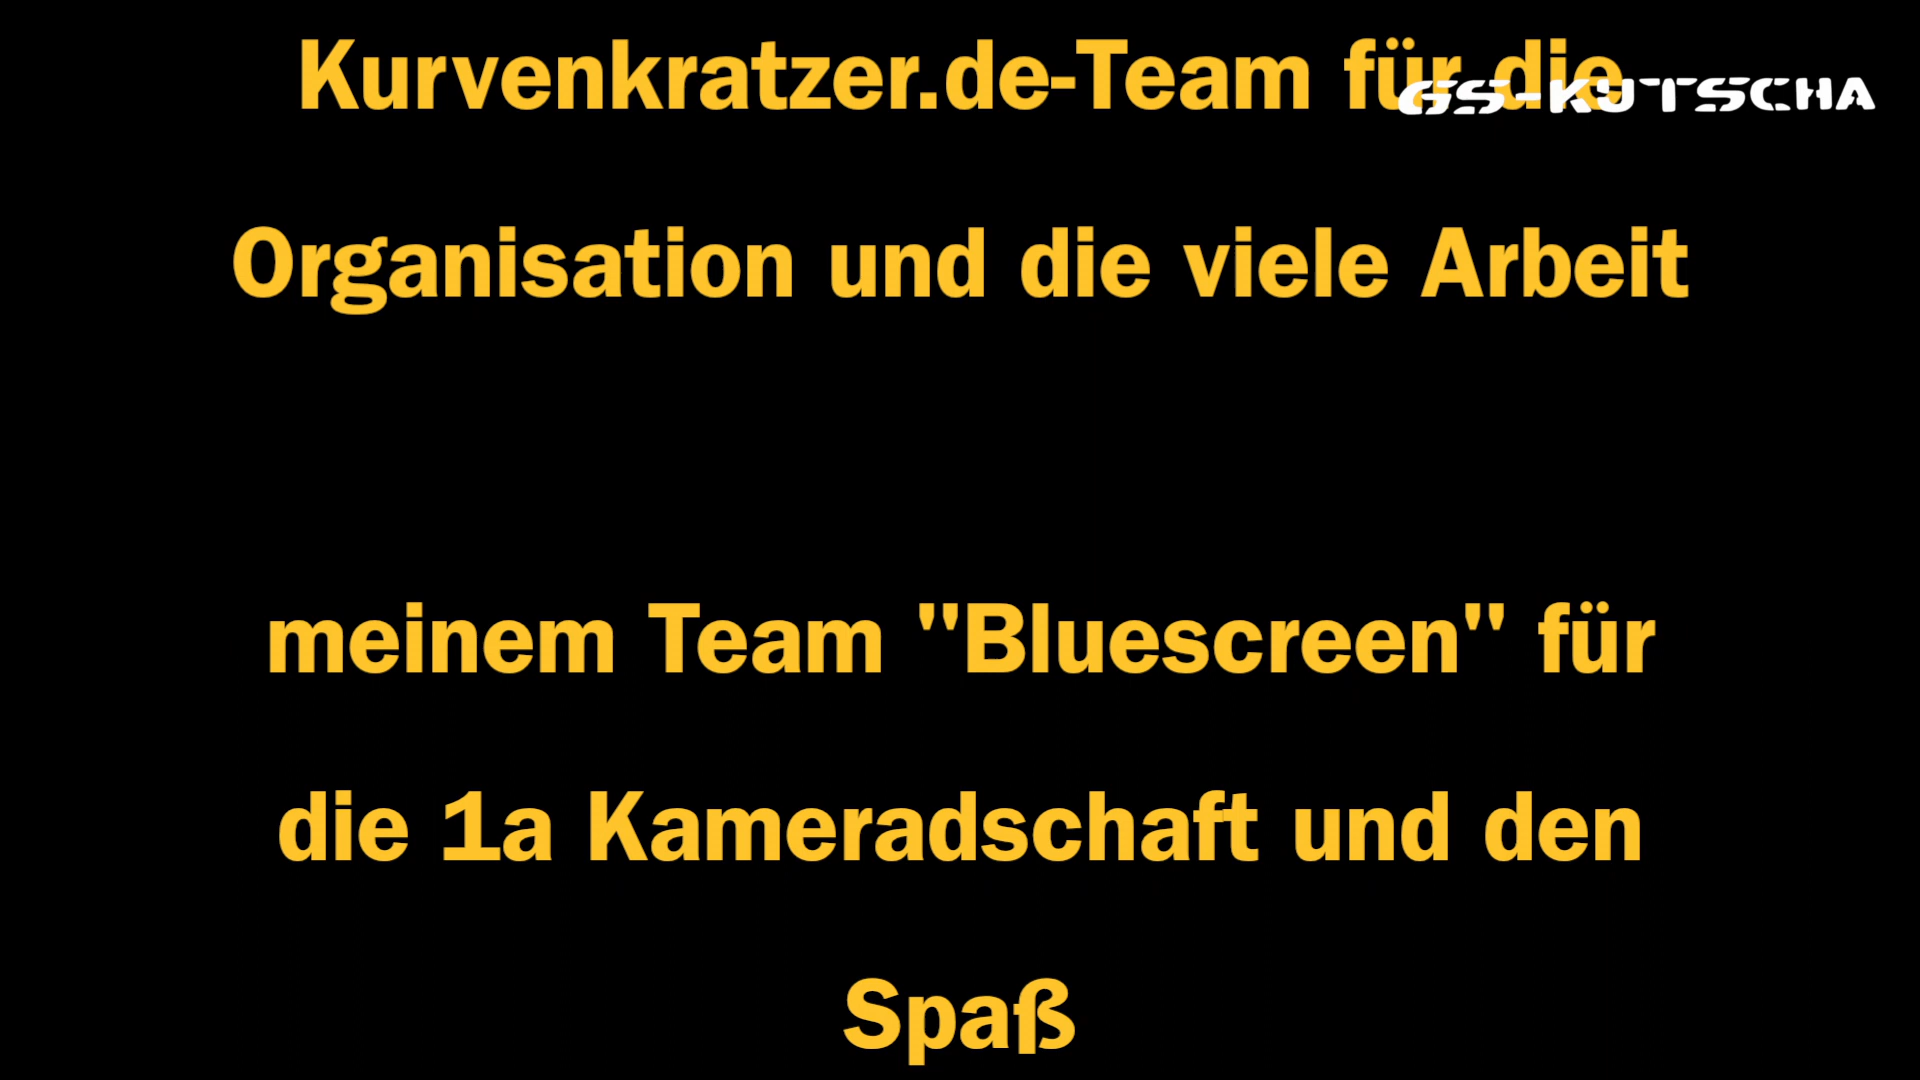 Kurvenkratzer.de-Team für die
GS-KUTSCHA
Organisation und die viele Arbeit
meinem Team "Bluescreen" für
die 1a Kameradschaft und den
Spaß